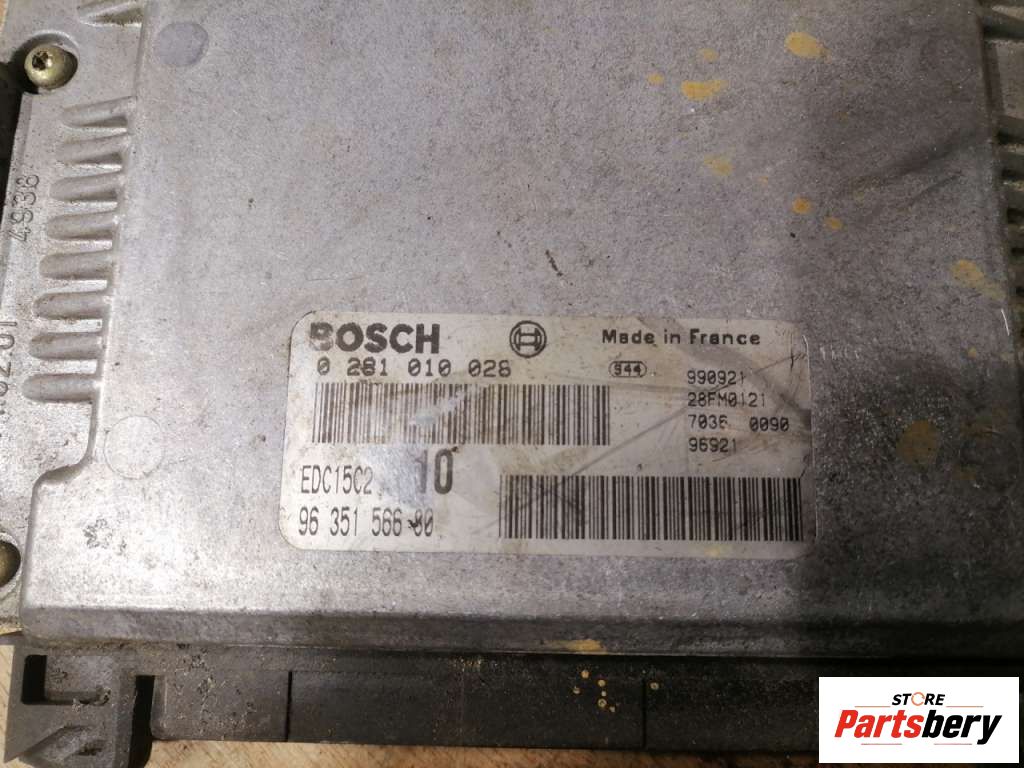 4938
BOSCH Made in France
0 281 010 028 944 990921
28FM0121
7036 0090
96921
EDC15C2 10
96 351 566 80
STORE
Partsbery